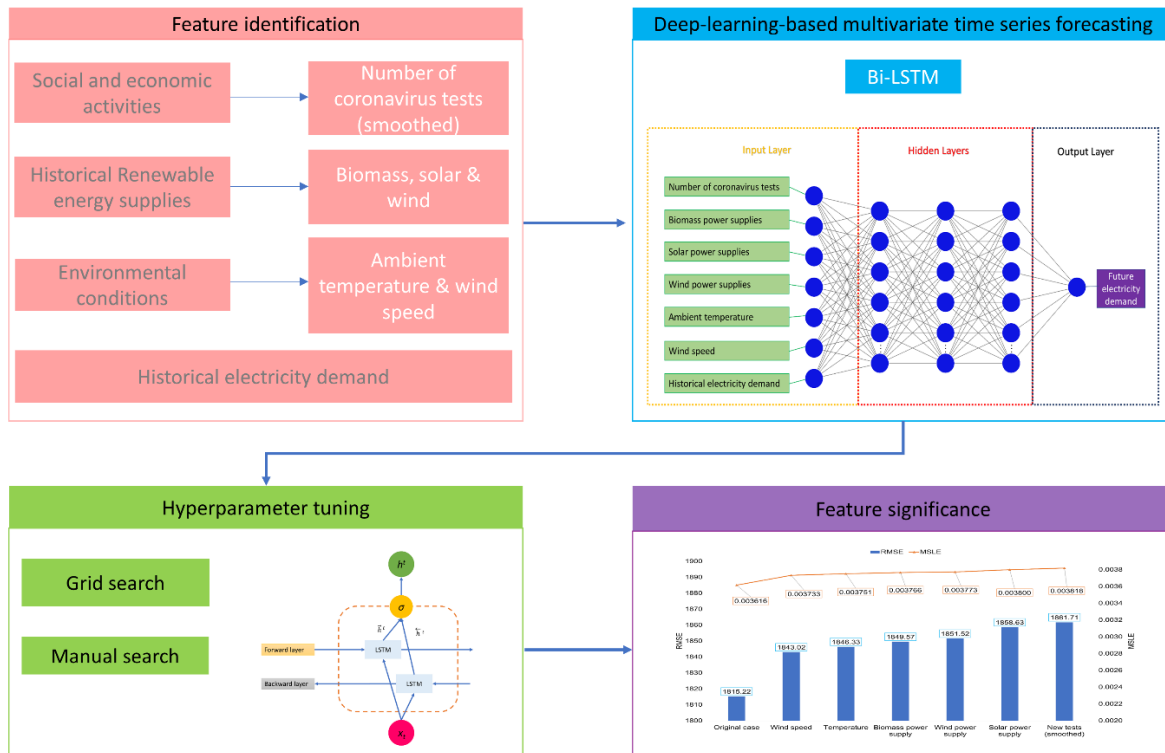 Feature identification
Social and economic
activities
Number of
coronavirus tests
(smoothed)
Historical Renewable
energy supplies
Biomass, solar &
wind
Environmental
conditions
Ambient
temperature & wind
speed
Historical electricity demand
Deep-learning-based multivariate time series forecasting
Bi-LSTM
Input Layer
Hidden Layers
Output Layer
Number of coronavirus tests
Biomass power supplies
Solar power supplies
Wind power supplies
Ambient temperature
Wind speed
Historical electricity demand
Future
electricity
demand
Hyperparameter tuning
Grid search
Manual search
Forward layer
Backward layer
LSTM
LSTM
σ
Feature significance
RMSE
MSLE
1900
1890
1880
1870
1860
1850
1840
1830
1820
1810
1800
RMSE
0.003616
0.003733
0.003751
0.003766
0.003773
0.003800
0.003818
1815.22
1843.02
1846.33
1849.57
1851.52
1858.63
1861.71
0.0038
0.0036
0.0034
0.0032
0.0030
0.0028
0.0026
0.0024
0.0022
0.0020
MSLE
Original case
Wind speed
Temperature
Biomass power
supply
Wind power
supply
Solar power
supply
New tests
(smoothed)